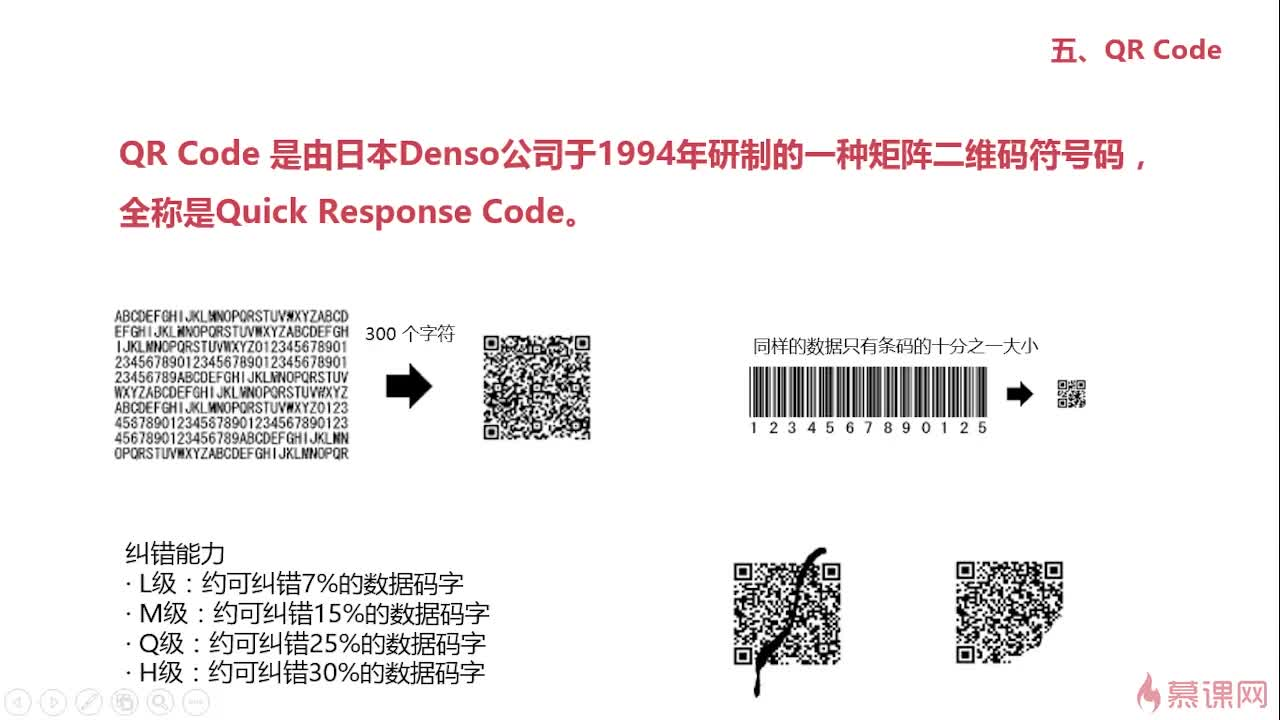 五、QR Code
QR Code 是由日本Denso公司于1994年研制的一种矩阵二维码符号码，
全称是Quick Response Code。
ABCDEFGHIJKLMNOPQRSTUVWXYZABCD
EFGHIJKLMNOPQRSTUVWXYZABCDEFGH
IJKLMNOPQRSTUVWXYZ012345678901
234567890123456789012345678901
23456789ABCDEFGHIJKLMNOPQRSTUV
WXYZABCDEFGHIJKLMNOPQRSTUVWXYZ
ABCDEFGHIJKLMNOPQRSTUVWXYZ0123
456789012345678901234567890123
4567890123456789ABCDEFGHIJKLMN
OPQRSTUVWXYZABCDEFGHIJKLMNOPQR
300 个字符
同样的数据只有条码的十分之一大小
1 2 3 4 5 6 7 8 9 0 1 2 5
纠错能力
· L级：约可纠错7%的数据码字
· M级：约可纠错15%的数据码字
· Q级：约可纠错25%的数据码字
· H级：约可纠错30%的数据码字
慕课网